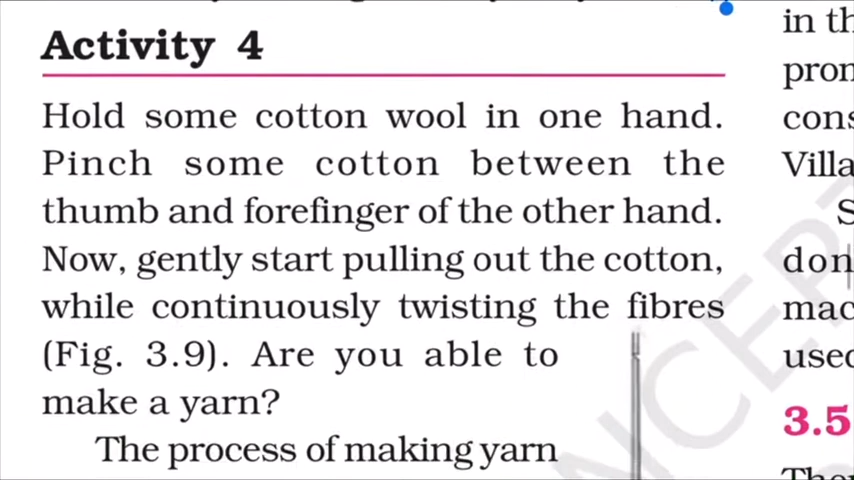 Activity 4
Hold some cotton wool in one hand.
Pinch some cotton between the
thumb and forefinger of the other hand.
Now, gently start pulling out the cotton,
while continuously twisting the fibres
(Fig. 3.9). Are you able to
make a yarn?
The process of making yarn
in th
pron
cons
Villa
S
don
mac
used
3.5
NCERT